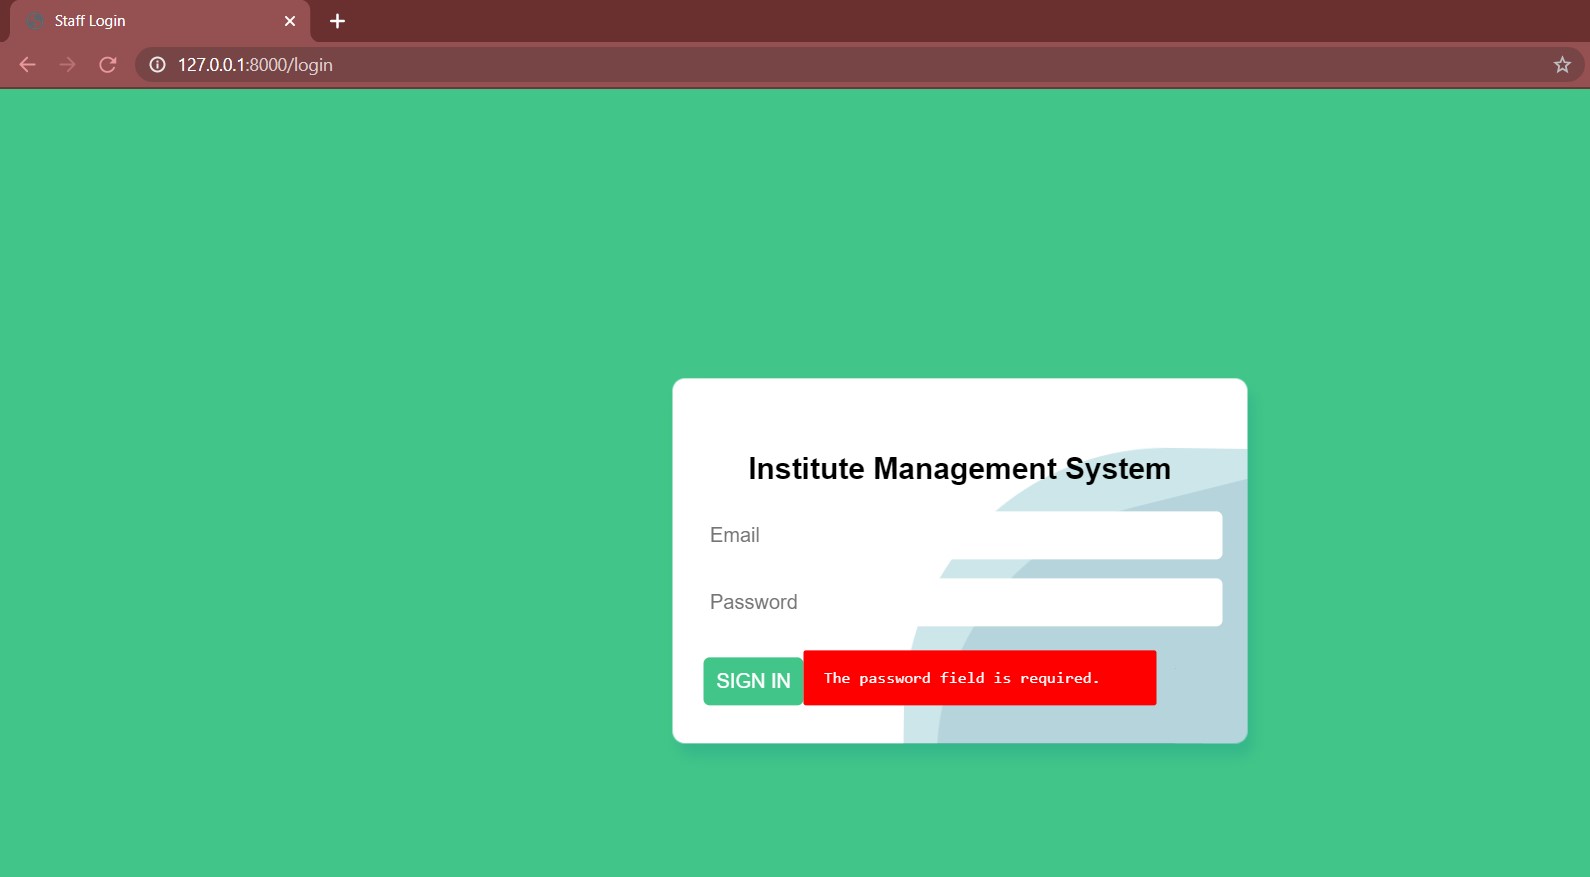 Staff Login
127.0.0.1:8000/login
Institute Management System
Email
Password
SIGN IN
The password field is required.